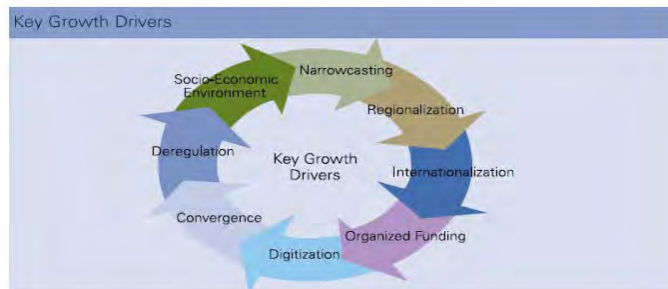 Key Growth Drivers
Narrowcasting
Socio-Economic
Environment
Regionalization
Deregulation
Key Growth
Drivers
Internationalization
Convergence
Organized Funding
Digitization